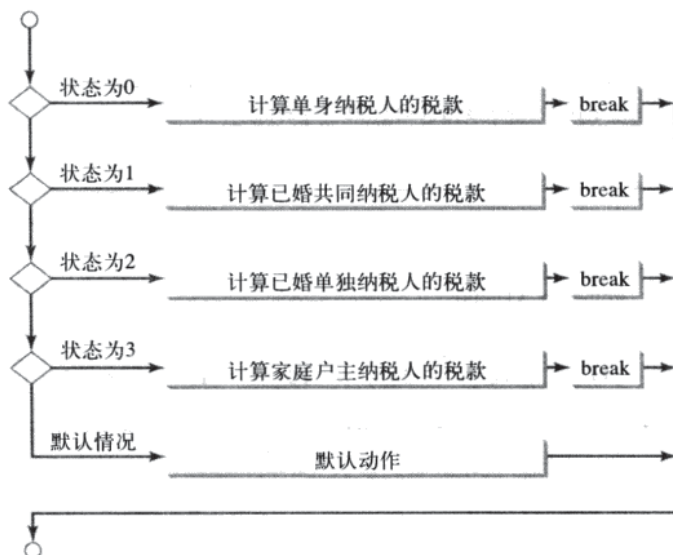 状态为0
计算单身纳税人的税款
break
状态为1
计算已婚共同纳税人的税款
break
状态为2
计算已婚单独纳税人的税款
break
状态为3
计算家庭户主纳税人的税款
break
默认情况
默认动作